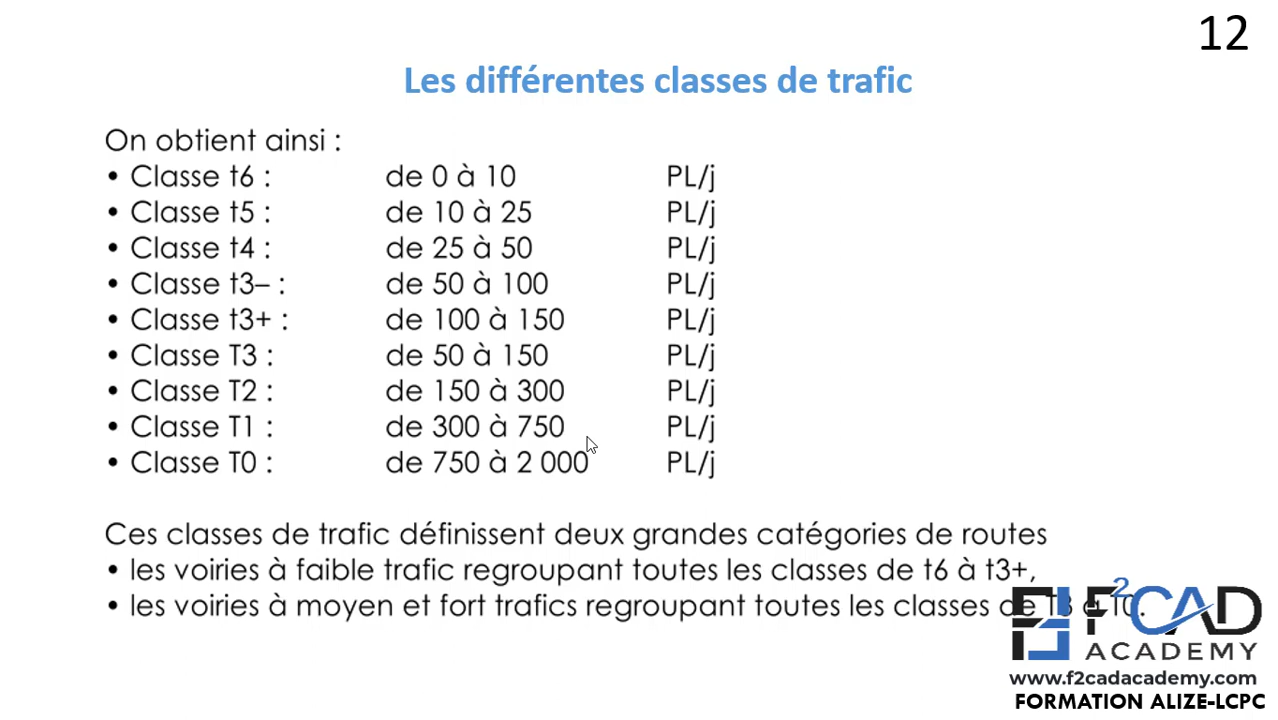 12
Les différentes classes de trafic
On obtient ainsi :
• Classe t6 : de 0 à 10 PL/j
• Classe t5 : de 10 à 25 PL/j
• Classe t4 : de 25 à 50 PL/j
• Classe t3– : de 50 à 100 PL/j
• Classe t3+ : de 100 à 150 PL/j
• Classe T3 : de 50 à 150 PL/j
• Classe T2 : de 150 à 300 PL/j
• Classe T1 : de 300 à 750 PL/j
• Classe T0 : de 750 à 2 000 PL/j
Ces classes de trafic définissent deux grandes catégories de routes
• les voiries à faible trafic regroupant toutes les classes de t6 à t3+,
• les voiries à moyen et fort trafics regroupant toutes les classes de T3 à T0.
F2CAD
ACADEMY
www.f2cadacademy.com
FORMATION ALIZE-LCPC